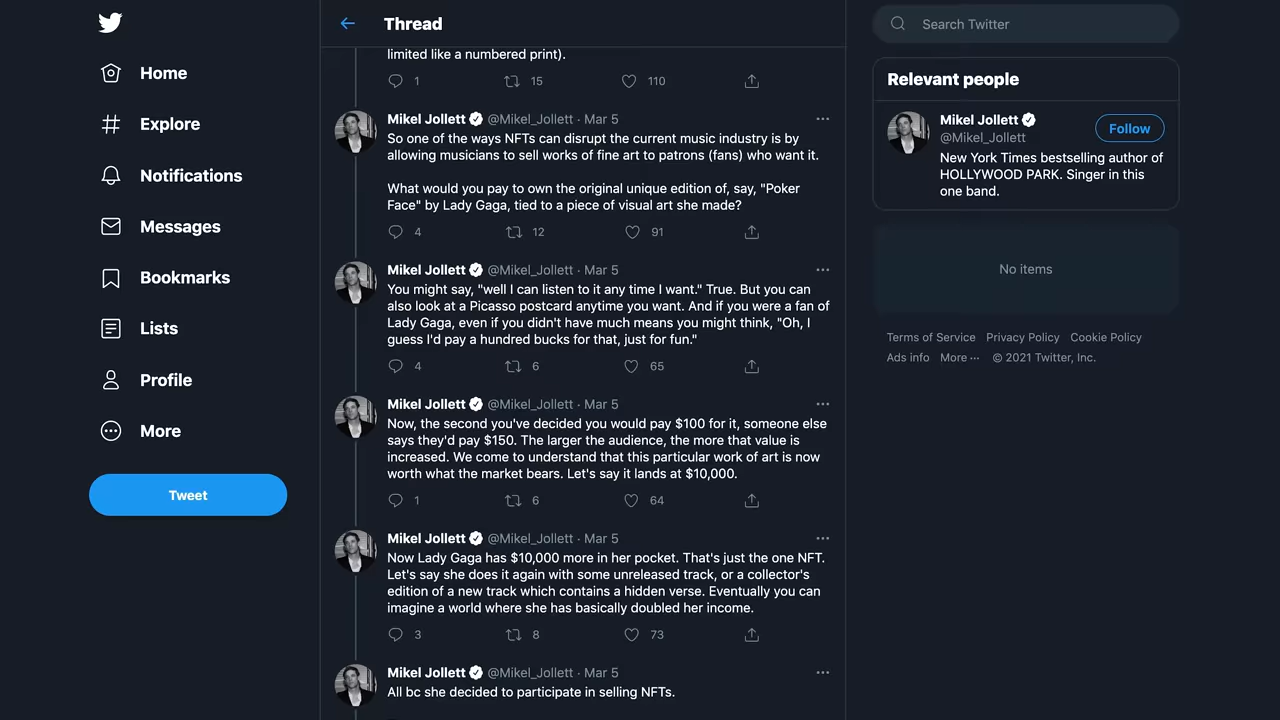 Home
Explore
Notifications
Messages
Bookmarks
Lists
Profile
More
Tweet
Thread
limited like a numbered print).
1 15 110
Mikel Jollett @Mikel_Jollett · Mar 5
So one of the ways NFTs can disrupt the current music industry is by
allowing musicians to sell works of fine art to patrons (fans) who want it.
What would you pay to own the original unique edition of, say, "Poker
Face" by Lady Gaga, tied to a piece of visual art she made?
4 12 91
Mikel Jollett @Mikel_Jollett · Mar 5
You might say, "well I can listen to it any time I want." True. But you can
also look at a Picasso postcard anytime you want. And if you were a fan of
Lady Gaga, even if you didn't have much means you might think, "Oh, I
guess I'd pay a hundred bucks for that, just for fun."
4 6 65
Mikel Jollett @Mikel_Jollett · Mar 5
Now, the second you've decided you would pay $100 for it, someone else
says they'd pay $150. The larger the audience, the more that value is
increased. We come to understand that this particular work of art is now
worth what the market bears. Let's say it lands at $10,000.
1 6 64
Mikel Jollett @Mikel_Jollett · Mar 5
Now Lady Gaga has $10,000 more in her pocket. That's just the one NFT.
Let's say she does it again with some unreleased track, or a collector's
edition of a new track which contains a hidden verse. Eventually you can
imagine a world where she has basically doubled her income.
3 8 73
Mikel Jollett @Mikel_Jollett · Mar 5
All bc she decided to participate in selling NFTs.
Search Twitter
Relevant people
Mikel Jollett
@Mikel_Jollett
Follow
New York Times bestselling author of
HOLLYWOOD PARK. Singer in this
one band.
No items
Terms of Service Privacy Policy Cookie Policy
Ads info More ··· © 2021 Twitter, Inc.